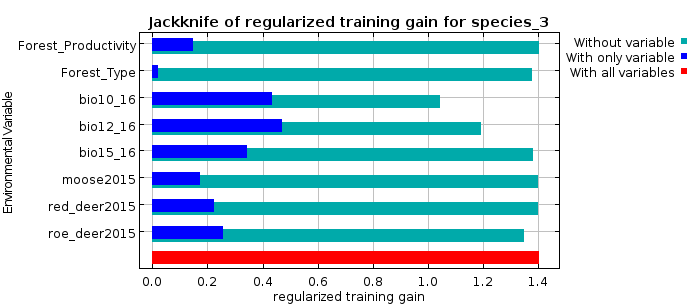 Jackknife of regularized training gain for species_3
Without variable
With only variable
With all variables
Environmental Variable
Forest_Productivity
Forest_Type
bio10_16
bio12_16
bio15_16
moose2015
red_deer2015
roe_deer2015
0.0 0.2 0.4 0.6 0.8 1.0 1.2 1.4
regularized training gain